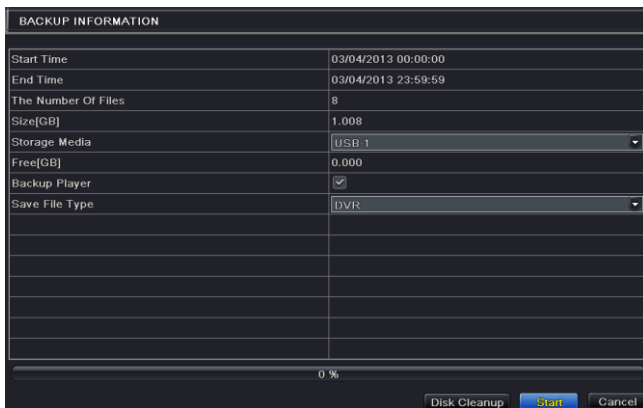 BACKUP INFORMATION
Start Time 03/04/2013 00:00:00
End Time 03/04/2013 23:59:59
The Number Of Files 8
Size[GB] 1.008
Storage Media USB-1
Free[GB] 0.000
Backup Player
Save File Type DVR
0 %
Disk Cleanup Start Cancel